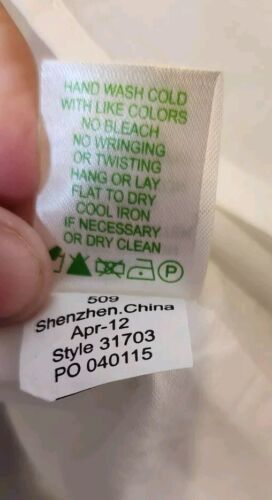 HAND WASH COLD
WITH LIKE COLORS
NO BLEACH
NO WRINGING
OR TWISTING
HANG OR LAY
FLAT TO DRY
COOL IRON
IF NECESSARY
OR DRY CLEAN
P
509
Shenzhen.China
Apr-12
Style 31703
PO 040115